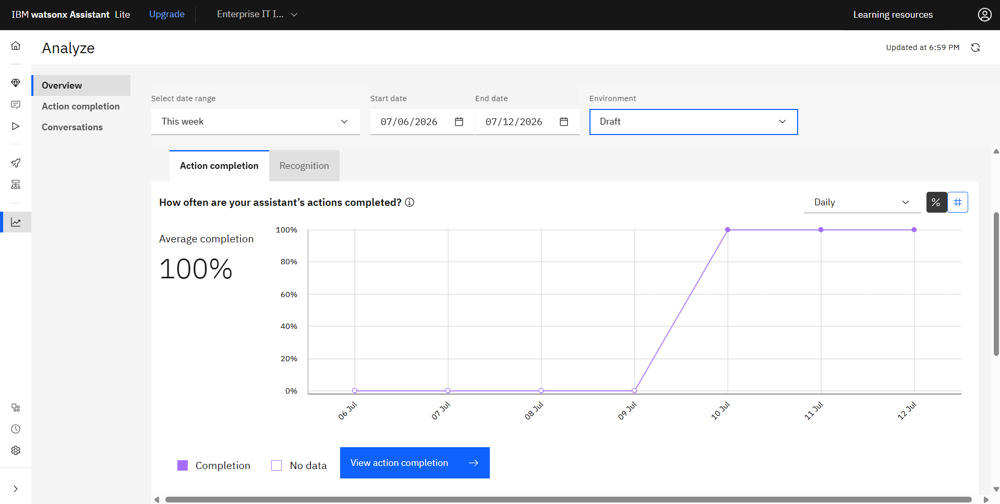 IBM watsonx Assistant Lite Upgrade Enterprise IT I... Learning resources
Analyze
Updated at 6:59 PM
Overview
Action completion
Conversations
Select date range Start date End date Environment
This week 07/06/2026 07/12/2026 Draft
Action completion Recognition
How often are your assistant's actions completed?
Daily % #
Average completion
100%
100%
80%
60%
40%
20%
0%
06 Jul 07 Jul 08 Jul 09 Jul 10 Jul 11 Jul 12 Jul
Completion No data View action completion